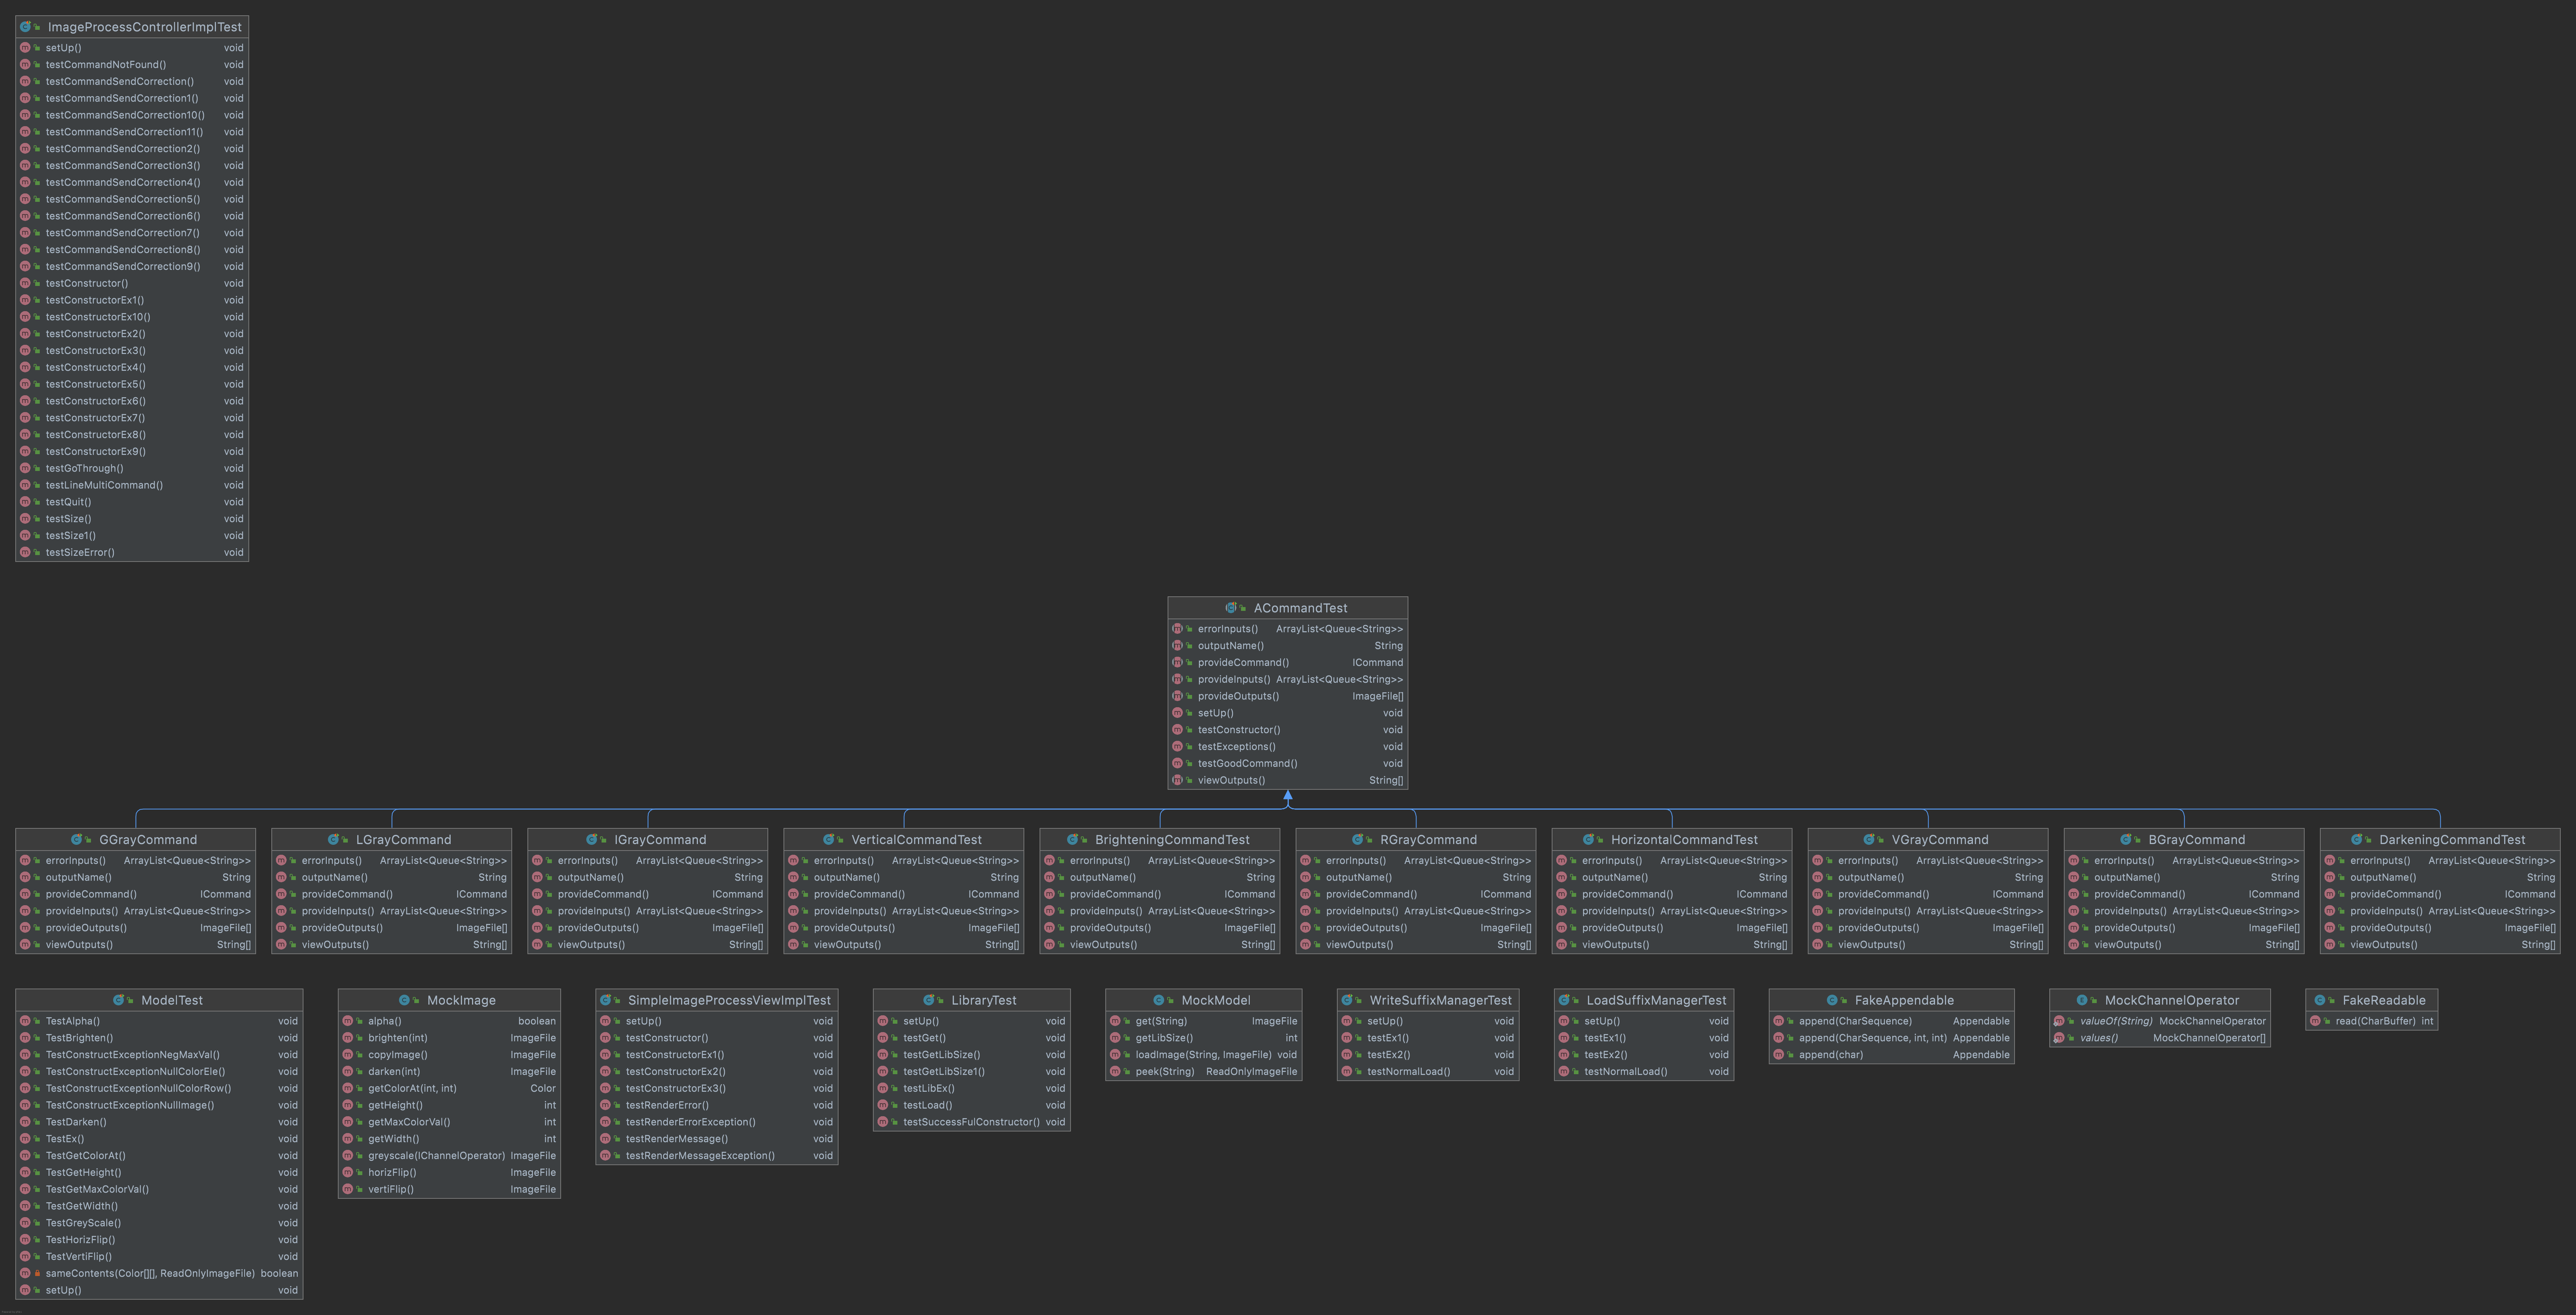 ImageProcessControllerImplTest
setUp() void
testCommandNotFound() void
testCommandSendCorrection() void
testCommandSendCorrection1() void
testCommandSendCorrection10() void
testCommandSendCorrection11() void
testCommandSendCorrection2() void
testCommandSendCorrection3() void
testCommandSendCorrection4() void
testCommandSendCorrection5() void
testCommandSendCorrection6() void
testCommandSendCorrection7() void
testCommandSendCorrection8() void
testCommandSendCorrection9() void
testConstructor() void
testConstructorEx1() void
testConstructorEx10() void
testConstructorEx2() void
testConstructorEx3() void
testConstructorEx4() void
testConstructorEx5() void
testConstructorEx6() void
testConstructorEx7() void
testConstructorEx8() void
testConstructorEx9() void
testGoThrough() void
testLineMultiCommand() void
testQuit() void
testSize() void
testSize1() void
testSizeError() void
ACommandTest
errorInputs() ArrayList<Queue<String>>
outputName() String
provideCommand() ICommand
provideInputs() ArrayList<Queue<String>>
provideOutputs() ImageFile[]
setUp() void
testConstructor() void
testExceptions() void
testGoodCommand() void
viewOutputs() String[]
GGrayCommand
errorInputs() ArrayList<Queue<String>>
outputName() String
provideCommand() ICommand
provideInputs() ArrayList<Queue<String>>
provideOutputs() ImageFile[]
viewOutputs() String[]
LGrayCommand
errorInputs() ArrayList<Queue<String>>
outputName() String
provideCommand() ICommand
provideInputs() ArrayList<Queue<String>>
provideOutputs() ImageFile[]
viewOutputs() String[]
IGrayCommand
errorInputs() ArrayList<Queue<String>>
outputName() String
provideCommand() ICommand
provideInputs() ArrayList<Queue<String>>
provideOutputs() ImageFile[]
viewOutputs() String[]
VerticalCommandTest
errorInputs() ArrayList<Queue<String>>
outputName() String
provideCommand() ICommand
provideInputs() ArrayList<Queue<String>>
provideOutputs() ImageFile[]
viewOutputs() String[]
BrighteningCommandTest
errorInputs() ArrayList<Queue<String>>
outputName() String
provideCommand() ICommand
provideInputs() ArrayList<Queue<String>>
provideOutputs() ImageFile[]
viewOutputs() String[]
RGrayCommand
errorInputs() ArrayList<Queue<String>>
outputName() String
provideCommand() ICommand
provideInputs() ArrayList<Queue<String>>
provideOutputs() ImageFile[]
viewOutputs() String[]
HorizontalCommandTest
errorInputs() ArrayList<Queue<String>>
outputName() String
provideCommand() ICommand
provideInputs() ArrayList<Queue<String>>
provideOutputs() ImageFile[]
viewOutputs() String[]
VGrayCommand
errorInputs() ArrayList<Queue<String>>
outputName() String
provideCommand() ICommand
provideInputs() ArrayList<Queue<String>>
provideOutputs() ImageFile[]
viewOutputs() String[]
BGrayCommand
errorInputs() ArrayList<Queue<String>>
outputName() String
provideCommand() ICommand
provideInputs() ArrayList<Queue<String>>
provideOutputs() ImageFile[]
viewOutputs() String[]
DarkeningCommandTest
errorInputs() ArrayList<Queue<String>>
outputName() String
provideCommand() ICommand
provideInputs() ArrayList<Queue<String>>
provideOutputs() ImageFile[]
viewOutputs() String[]
ModelTest
TestAlpha() void
TestBrighten() void
TestConstructExceptionNegMaxVal() void
TestConstructExceptionNullColorEle() void
TestConstructExceptionNullColorRow() void
TestConstructExceptionNullImage() void
TestDarken() void
TestEx() void
TestGetColorAt() void
TestGetHeight() void
TestGetMaxColorVal() void
TestGetWidth() void
TestGreyScale() void
TestHorizFlip() void
TestVertiFlip() void
sameContents(Color[][], ReadOnlyImageFile) boolean
setUp() void
MockImage
alpha() boolean
brighten(int) ImageFile
copyImage() ImageFile
darken(int) ImageFile
getColorAt(int, int) Color
getHeight() int
getMaxColorVal() int
getWidth() int
greyscale(IChannelOperator) ImageFile
horizFlip() ImageFile
vertiFlip() ImageFile
SimpleImageProcessViewImplTest
setUp() void
testConstructor() void
testConstructorEx1() void
testConstructorEx2() void
testConstructorEx3() void
testRenderError() void
testRenderErrorException() void
testRenderMessage() void
testRenderMessageException() void
LibraryTest
setUp() void
testGet() void
testGetLibSize() void
testGetLibSize1() void
testLibEx() void
testLoad() void
testSuccessFulConstructor() void
MockModel
get(String) ImageFile
getLibSize() int
loadImage(String, ImageFile) void
peek(String) ReadOnlyImageFile
WriteSuffixManagerTest
setUp() void
testEx1() void
testEx2() void
testNormalLoad() void
LoadSuffixManagerTest
setUp() void
testEx1() void
testEx2() void
testNormalLoad() void
FakeAppendable
append(CharSequence) Appendable
append(CharSequence, int, int) Appendable
append(char) Appendable
MockChannelOperator
valueOf(String) MockChannelOperator
values() MockChannelOperator[]
FakeReadable
read(CharBuffer) int